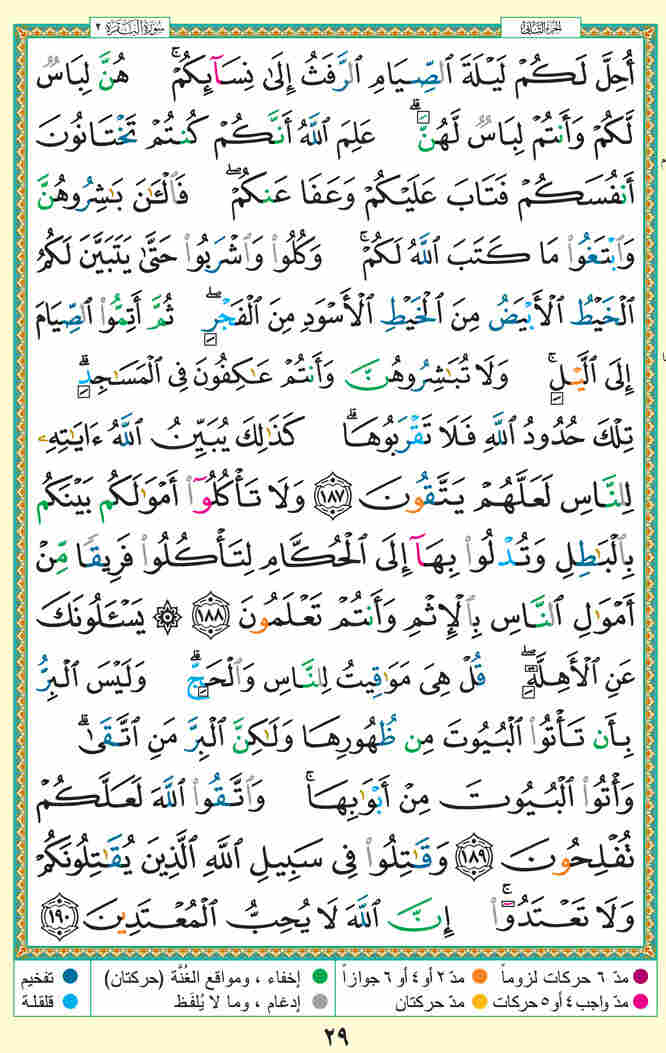 الجزء الثاني
سورة البقرة ٢
أُحِلَّ لَكُمْ لَيْلَةَ ٱلصِّيَامِ ٱلرَّفَثُ إِلَىٰ نِسَآئِكُمْ ۚ هُنَّ لِبَاسٌ
لَّكُمْ وَأَنتُمْ لِبَاسٌ لَّهُنَّ ۗ عَلِمَ ٱللَّهُ أَنَّكُمْ كُنتُمْ تَخْتَانُونَ
أَنفُسَكُمْ فَتَابَ عَلَيْكُمْ وَعَفَا عَنكُمْ ۖ فَٱلْـَٰٔنَ بَـٰشِرُوهُنَّ
وَٱبْتَغُوا۟ مَا كَتَبَ ٱللَّهُ لَكُمْ ۚ وَكُلُوا۟ وَٱشْرَبُوا۟ حَتَّىٰ يَتَبَيَّنَ لَكُمُ
ٱلْخَيْطُ ٱلْأَبْيَضُ مِنَ ٱلْخَيْطِ ٱلْأَسْوَدِ مِنَ ٱلْفَجْرِ ۖ ثُمَّ أَتِمُّوا۟ ٱلصِّيَامَ
إِلَى ٱلَّيْلِ ۚ وَلَا تُبَـٰشِرُوهُنَّ وَأَنتُمْ عَـٰكِفُونَ فِى ٱلْمَسَـٰجِدِ ۗ
تِلْكَ حُدُودُ ٱللَّهِ فَلَا تَقْرَبُوهَا ۗ كَذَٰلِكَ يُبَيِّنُ ٱللَّهُ ءَايَـٰتِهِۦ
لِلنَّاسِ لَعَلَّهُمْ يَتَّقُونَ ١٨٧ وَلَا تَأْكُلُوٓا۟ أَمْوَٰلَكُم بَيْنَكُم
بِٱلْبَـٰطِلِ وَتُدْلُوا۟ بِهَآ إِلَى ٱلْحُكَّامِ لِتَأْكُلُوا۟ فَرِيقًا مِّنْ
أَمْوَٰلِ ٱلنَّاسِ بِٱلْإِثْمِ وَأَنتُمْ تَعْلَمُونَ ١٨٨ ۞ يَسْـَٔلُونَكَ
عَنِ ٱلْأَهِلَّةِ ۖ قُلْ هِىَ مَوَٰقِيتُ لِلنَّاسِ وَٱلْحَجِّ ۗ وَلَيْسَ ٱلْبِرُّ
بِأَن تَأْتُوا۟ ٱلْبُيُوتَ مِن ظُهُورِهَا وَلَـٰكِنَّ ٱلْبِرَّ مَنِ ٱتَّقَىٰ ۗ
وَأْتُوا۟ ٱلْبُيُوتَ مِنْ أَبْوَٰبِهَا ۚ وَٱتَّقُوا۟ ٱللَّهَ لَعَلَّكُمْ
تُفْلِحُونَ ١٨٩ وَقَـٰتِلُوا۟ فِى سَبِيلِ ٱللَّهِ ٱلَّذِينَ يُقَـٰتِلُونَكُمْ
وَلَا تَعْتَدُوٓا۟ ۚ إِنَّ ٱللَّهَ لَا يُحِبُّ ٱلْمُعْتَدِينَ ١٩٠
مدّ ٦ حركات لزوماً مدّ ٢ أو ٤ أو ٦ جوازاً إخفاء ، ومواقع الغُنَّة (حركتان) تفخيم
مدّ واجب ٤ أو ٥ حركات مدّ حركتان إدغام ، وما لا يُلفَظ قلقلة
٢٩